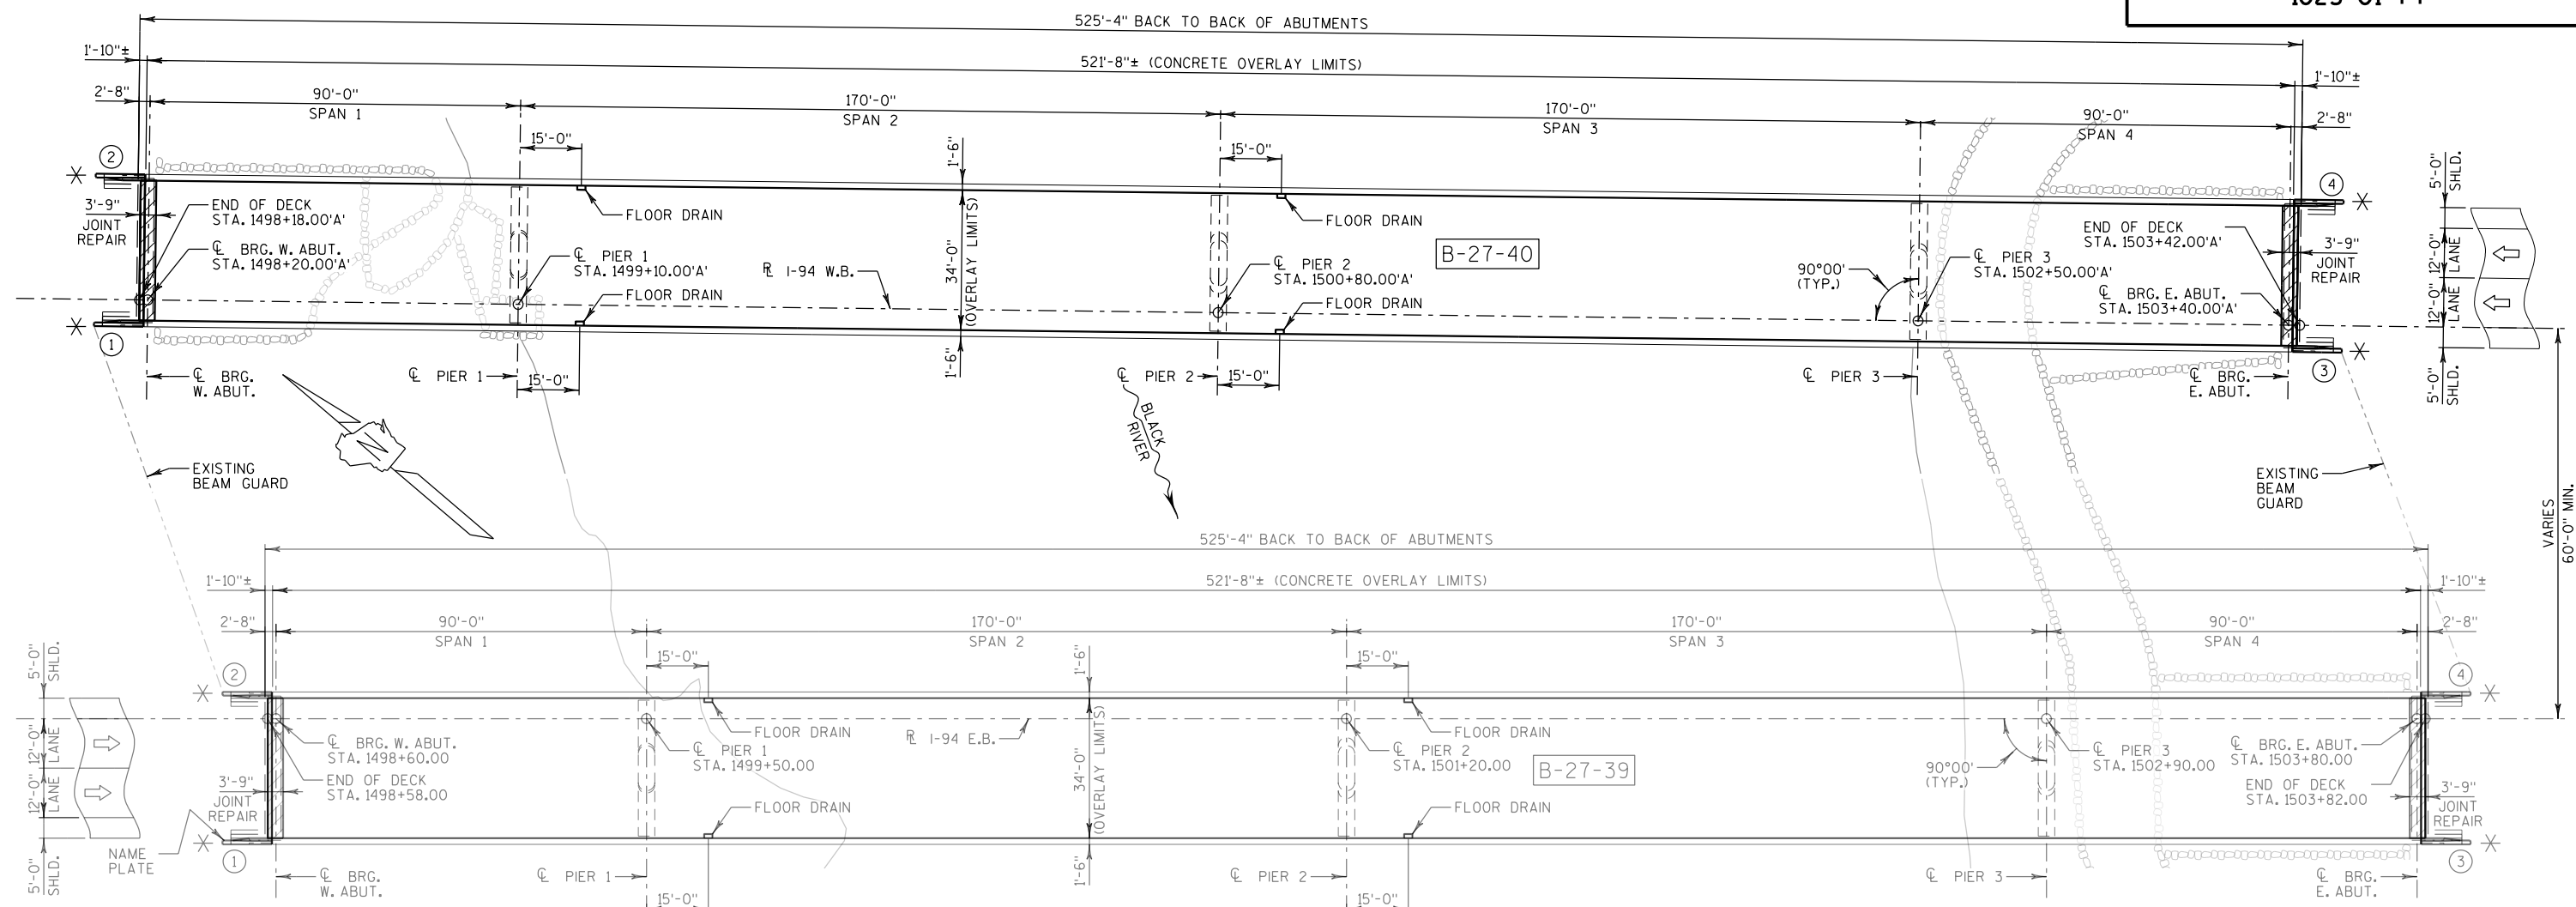 525'-4" BACK TO BACK OF ABUTMENTS
1'-10"±
521'-8"± (CONCRETE OVERLAY LIMITS)
1'-10"±
2'-8"
90'-0"
SPAN 1
170'-0"
SPAN 2
170'-0"
SPAN 3
90'-0"
SPAN 4
2'-8"
15'-0"
1'-6"
15'-0"
2
4
3'-9"
JOINT
REPAIR
END OF DECK
STA. 1498+18.00'A'
℄ BRG. W. ABUT.
STA. 1498+20.00'A'
FLOOR DRAIN
℄ PIER 1
STA. 1499+10.00'A'
FLOOR DRAIN
℞ I-94 W.B.
34'-0"
(OVERLAY LIMITS)
FLOOR DRAIN
℄ PIER 2
STA. 1500+80.00'A'
FLOOR DRAIN
B-27-40
90°00'
(TYP.)
℄ PIER 3
STA. 1502+50.00'A'
END OF DECK
STA. 1503+42.00'A'
℄ BRG. E. ABUT.
STA. 1503+40.00'A'
3'-9"
JOINT
REPAIR
5'-0"
SHLD.
12'-0"
LANE
12'-0"
LANE
5'-0"
SHLD.
1
3
℄ BRG.
W. ABUT.
℄ PIER 1
15'-0"
1'-6"
℄ PIER 2
15'-0"
℄ PIER 3
℄ BRG.
E. ABUT.
N
BLACK
RIVER
EXISTING
BEAM GUARD
EXISTING
BEAM
GUARD
VARIES
60'-0" MIN.
525'-4" BACK TO BACK OF ABUTMENTS
1'-10"±
521'-8"± (CONCRETE OVERLAY LIMITS)
1'-10"±
2'-8"
90'-0"
SPAN 1
170'-0"
SPAN 2
170'-0"
SPAN 3
90'-0"
SPAN 4
2'-8"
15'-0"
1'-6"
15'-0"
5'-0"
SHLD.
12'-0"
LANE
12'-0"
LANE
5'-0"
SHLD.
2
4
℄ BRG. W. ABUT.
STA. 1498+60.00
END OF DECK
STA. 1498+58.00
3'-9"
JOINT
REPAIR
FLOOR DRAIN
℄ PIER 1
STA. 1499+50.00
FLOOR DRAIN
℞ I-94 E.B.
34'-0"
(OVERLAY LIMITS)
FLOOR DRAIN
℄ PIER 2
STA. 1501+20.00
FLOOR DRAIN
B-27-39
90°00'
(TYP.)
℄ PIER 3
STA. 1502+90.00
℄ BRG. E. ABUT.
STA. 1503+80.00
END OF DECK
STA. 1503+82.00
3'-9"
JOINT
REPAIR
NAME
PLATE
1
3
℄ BRG.
W. ABUT.
℄ PIER 1
15'-0"
1'-6"
℄ PIER 2
15'-0"
℄ PIER 3
℄ BRG.
E. ABUT.